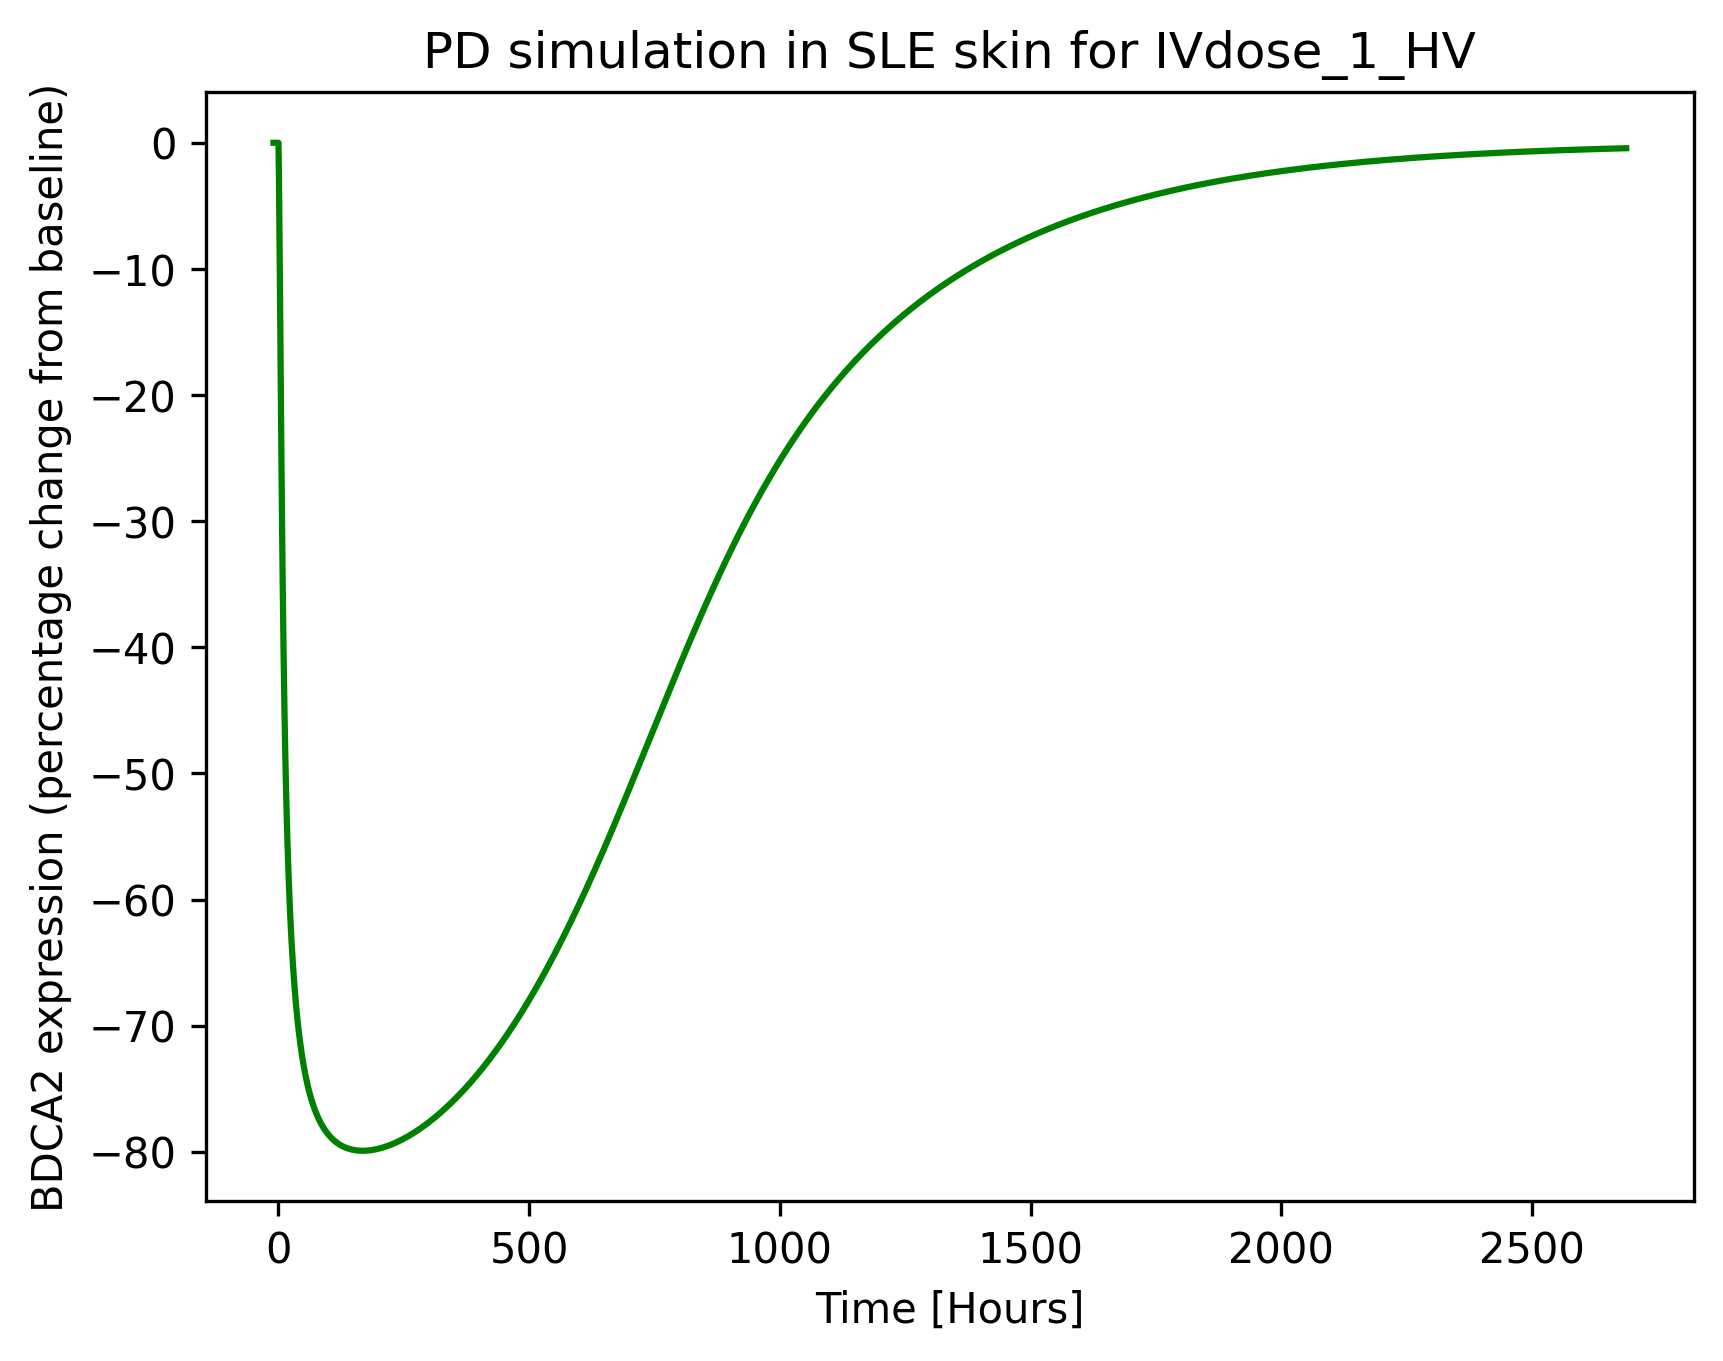 PD simulation in SLE skin for IVdose_1_HV
BDCA2 expression (percentage change from baseline)
0
−10
−20
−30
−40
−50
−60
−70
−80
0 500 1000 1500 2000 2500
Time [Hours]